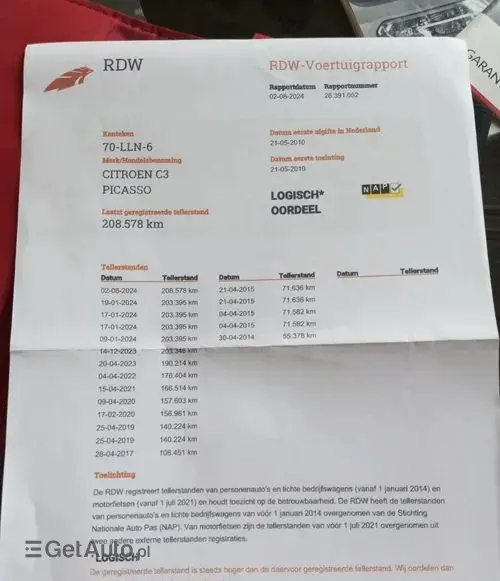 RDW
RDW-Voertuigrapport
Rapportdatum Rapportnummer
02-08-2024 26.391.052
Kenteken
70-LLN-6
Merk/Handelsbenaming
CITROEN C3
PICASSO
Laatst geregistreerde tellerstand
208.578 km
Datum eerste afgifte in Nederland
21-05-2010
Datum eerste toelating
21-05-2010
LOGISCH*
OORDEEL
NAP
GARAN
Tellerstanden
Datum Tellerstand Datum Tellerstand Datum Tellerstand
02-08-2024 208.578 km 21-04-2015 71.636 km
19-01-2024 203.395 km 21-04-2015 71.636 km
17-01-2024 203.395 km 04-04-2015 71.582 km
17-01-2024 203.395 km 04-04-2015 71.582 km
09-01-2024 203.395 km 30-04-2014 55.378 km
14-12-2023 203.346 km
20-04-2023 190.214 km
04-04-2022 176.404 km
15-04-2021 166.514 km
09-04-2020 157.603 km
17-02-2020 156.961 km
25-04-2019 140.224 km
25-04-2019 140.224 km
26-04-2017 108.451 km
Toelichting
De RDW registreert tellerstanden van personenauto's en lichte bedrijfswagens (vanaf 1 januari 2014) en
motorfietsen (vanaf 1 juli 2021) en houdt toezicht op de betrouwbaarheid. De RDW heeft de tellerstanden
van personenauto's en lichte bedrijfswagens van vóór 1 januari 2014 overgenomen van de Stichting
Nationale Auto Pas (NAP). Van motorfietsen zijn de tellerstanden van vóór 1 juli 2021 overgenomen uit
twee andere externe tellerstanden registraties.
*LOGISCH
De geregistreerde tellerstand is steeds hoger dan de daarvoor geregistreerde tellerstand. Wij oordelen dan
GetAuto.pl